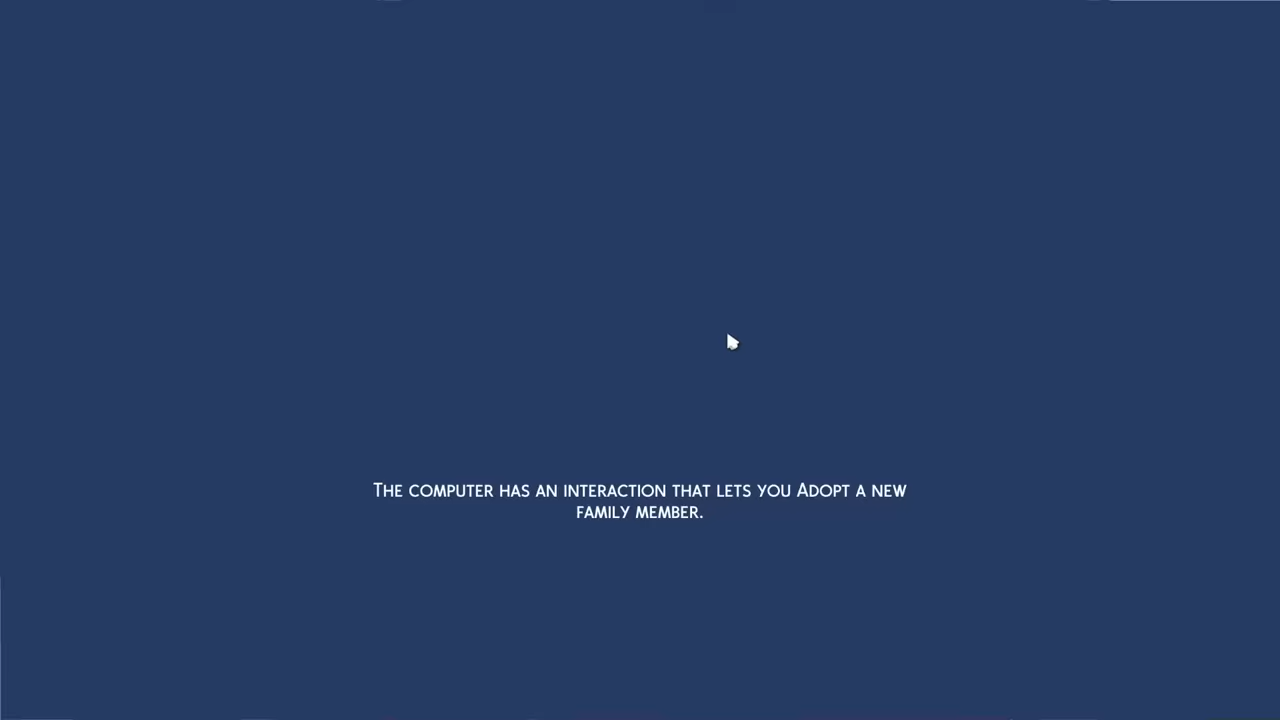 The computer has an interaction that lets you Adopt a new
family member.